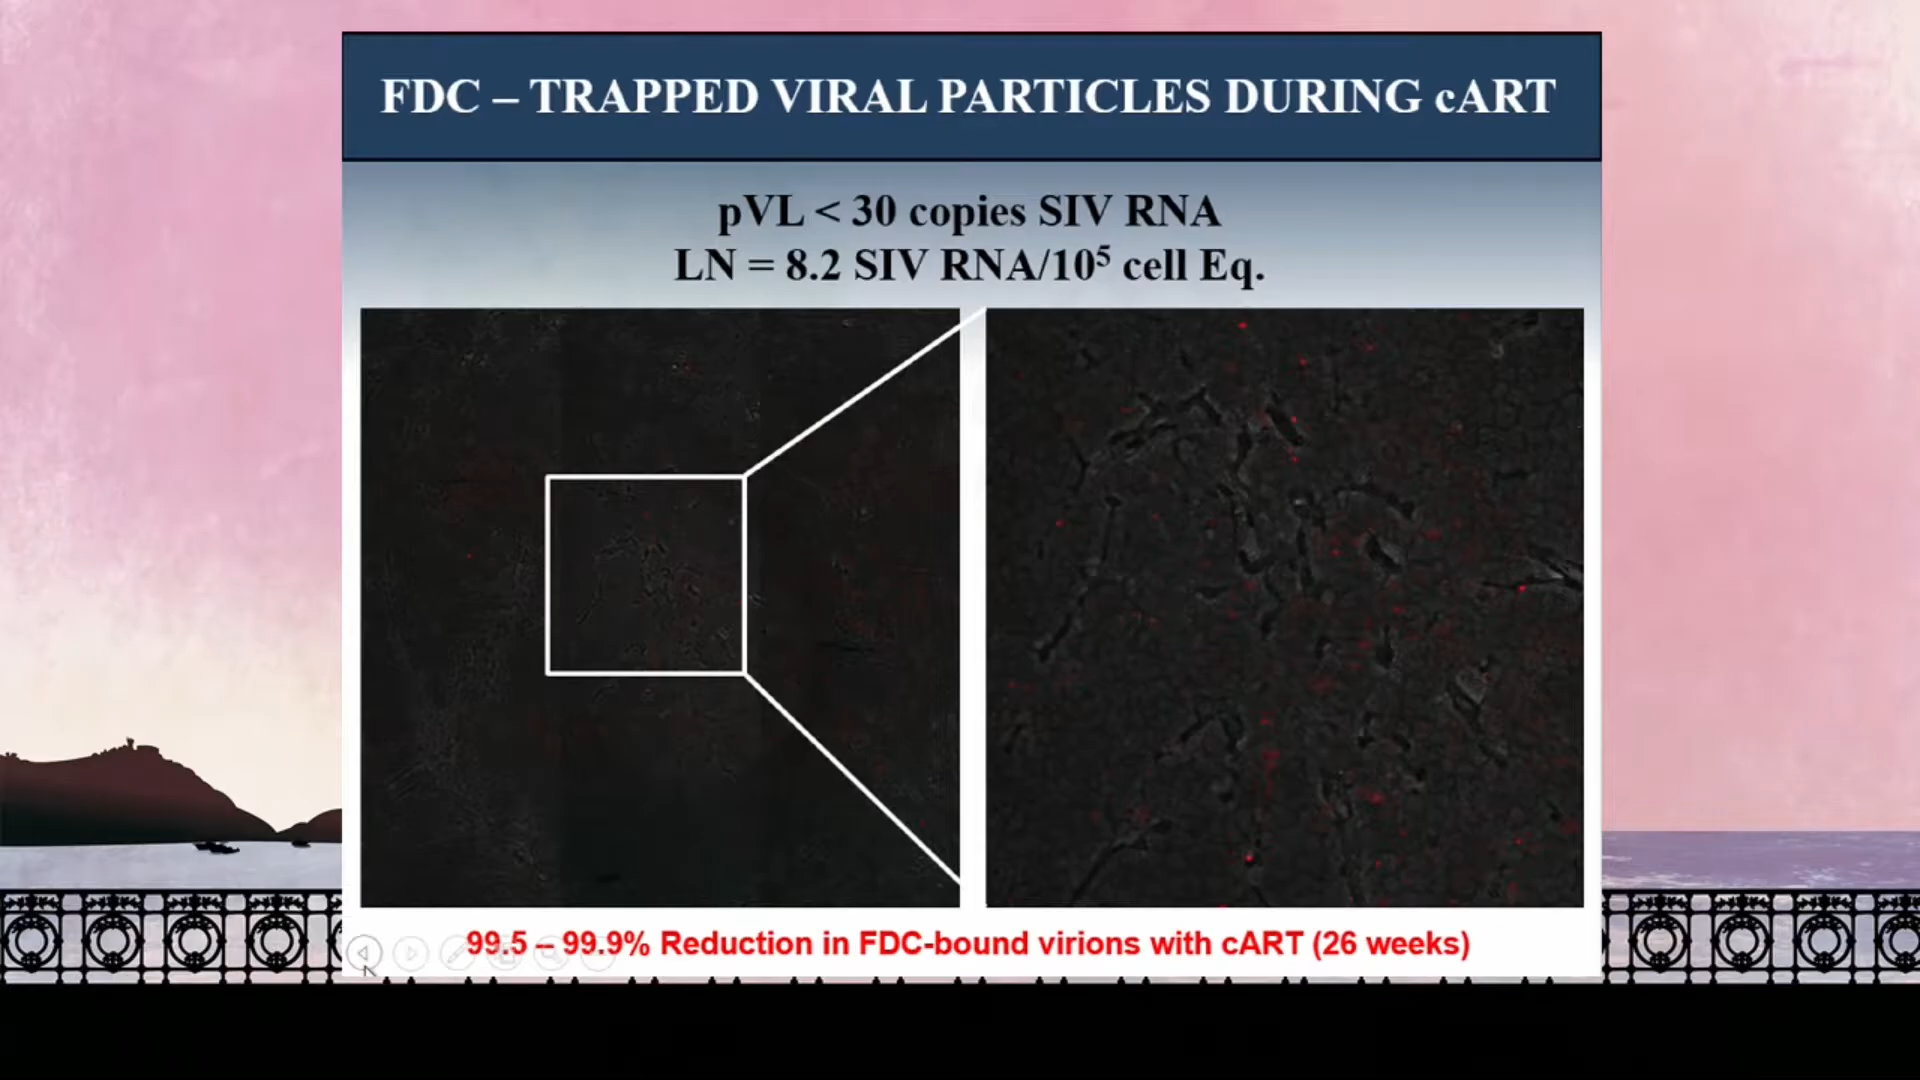 FDC – TRAPPED VIRAL PARTICLES DURING cART
pVL < 30 copies SIV RNA
LN = 8.2 SIV RNA/10⁵ cell Eq.
99.5 – 99.9% Reduction in FDC-bound virions with cART (26 weeks)